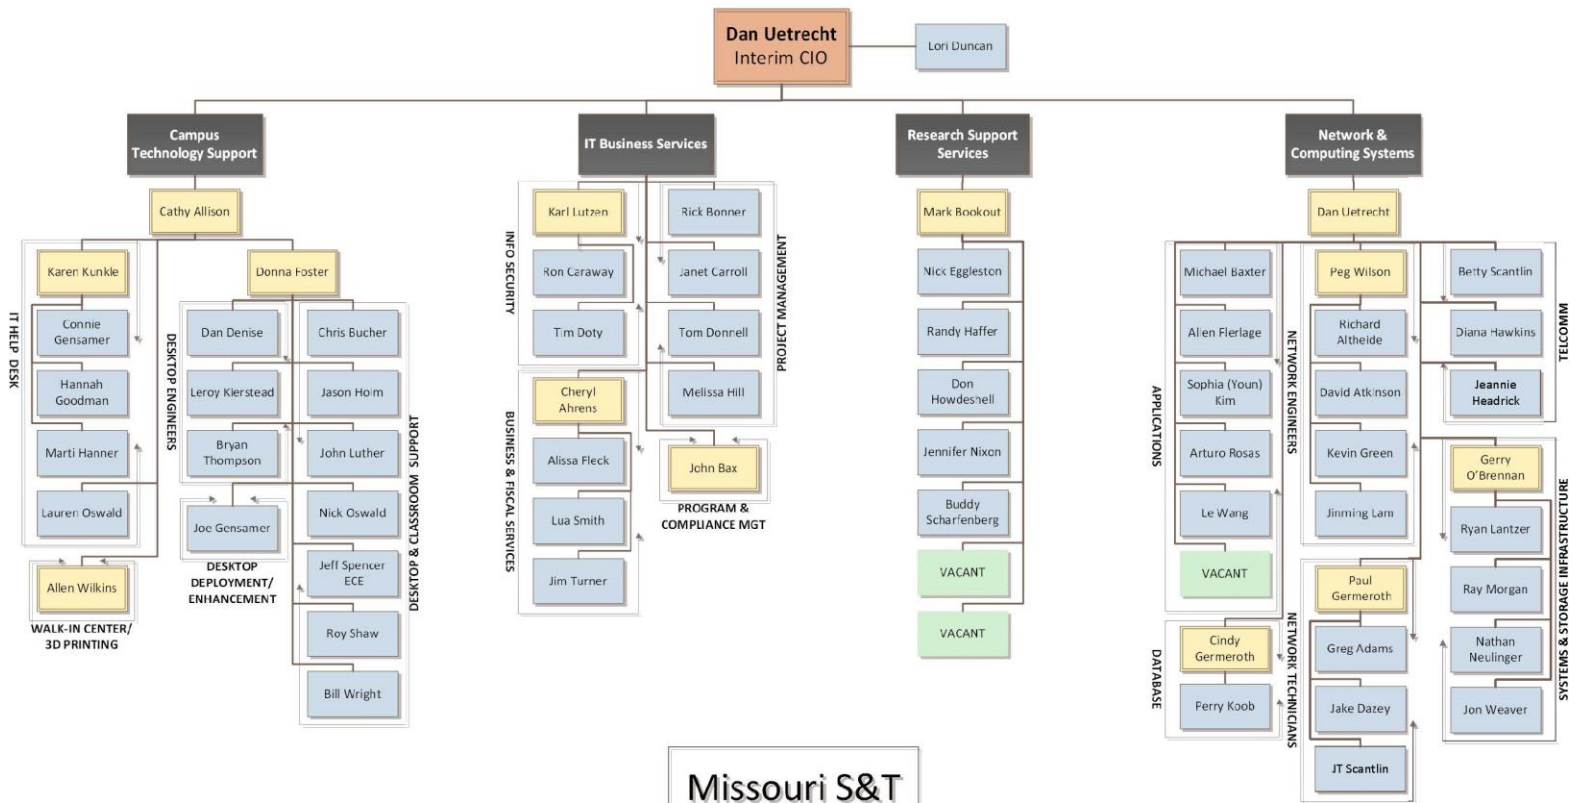 Dan Uetrecht
Interim CIO
Lori Duncan
Campus
Technology Support
IT Business Services
Research Support
Services
Network &
Computing Systems
Cathy Allison
IT HELP DESK
Karen Kunkle
Connie
Gensamer
Hannah
Goodman
Marti Hanner
Lauren Oswald
Allen Wilkins
WALK-IN CENTER/
3D PRINTING
Donna Foster
DESKTOP ENGINEERS
Dan Denise
Leroy Kierstead
Bryan
Thompson
Joe Gensamer
DESKTOP
DEPLOYMENT/
ENHANCEMENT
Chris Bucher
Jason Holm
John Luther
Nick Oswald
Jeff Spencer
ECE
Roy Shaw
Bill Wright
DESKTOP & CLASSROOM SUPPORT
INFO SECURITY
Karl Lutzen
Ron Caraway
Tim Doty
BUSINESS & FISCAL SERVICES
Cheryl
Ahrens
Alissa Fleck
Lua Smith
Jim Turner
Rick Bonner
Janet Carroll
Tom Donnell
Melissa Hill
PROJECT MANAGEMENT
John Bax
PROGRAM &
COMPLIANCE MGT
Mark Bookout
Nick Eggleston
Randy Haffer
Don
Howdeshell
Jennifer Nixon
Buddy
Scharfenberg
VACANT
VACANT
Dan Uetrecht
APPLICATIONS
Michael Baxter
Allen Flerlage
Sophia (Youn)
Kim
Arturo Rosas
Le Wang
VACANT
DATABASE
Cindy
Germeroth
Perry Koob
NETWORK ENGINEERS
Peg Wilson
Richard
Altheide
David Atkinson
Kevin Green
Jinming Lam
NETWORK TECHNICIANS
Paul
Germeroth
Greg Adams
Jake Dazey
JT Scantlin
Betty Scantlin
Diana Hawkins
Jeannie
Headrick
TELCOMM
Gerry
O'Brennan
Ryan Lantzer
Ray Morgan
Nathan
Neulinger
Jon Weaver
SYSTEMS & STORAGE INFRASTRUCTURE
Missouri S&T